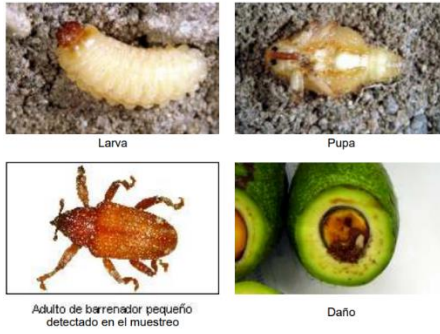 Larva
Pupa
Adulto de barrenador pequeño
detectado en el muestreo
Daño